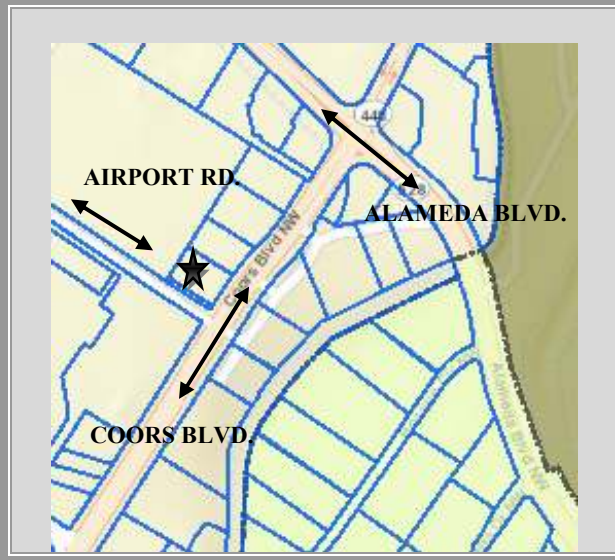 448
AIRPORT RD.
528
ALAMEDA BLVD.
Coors Blvd NW
COORS BLVD.
Alameda Blvd NW